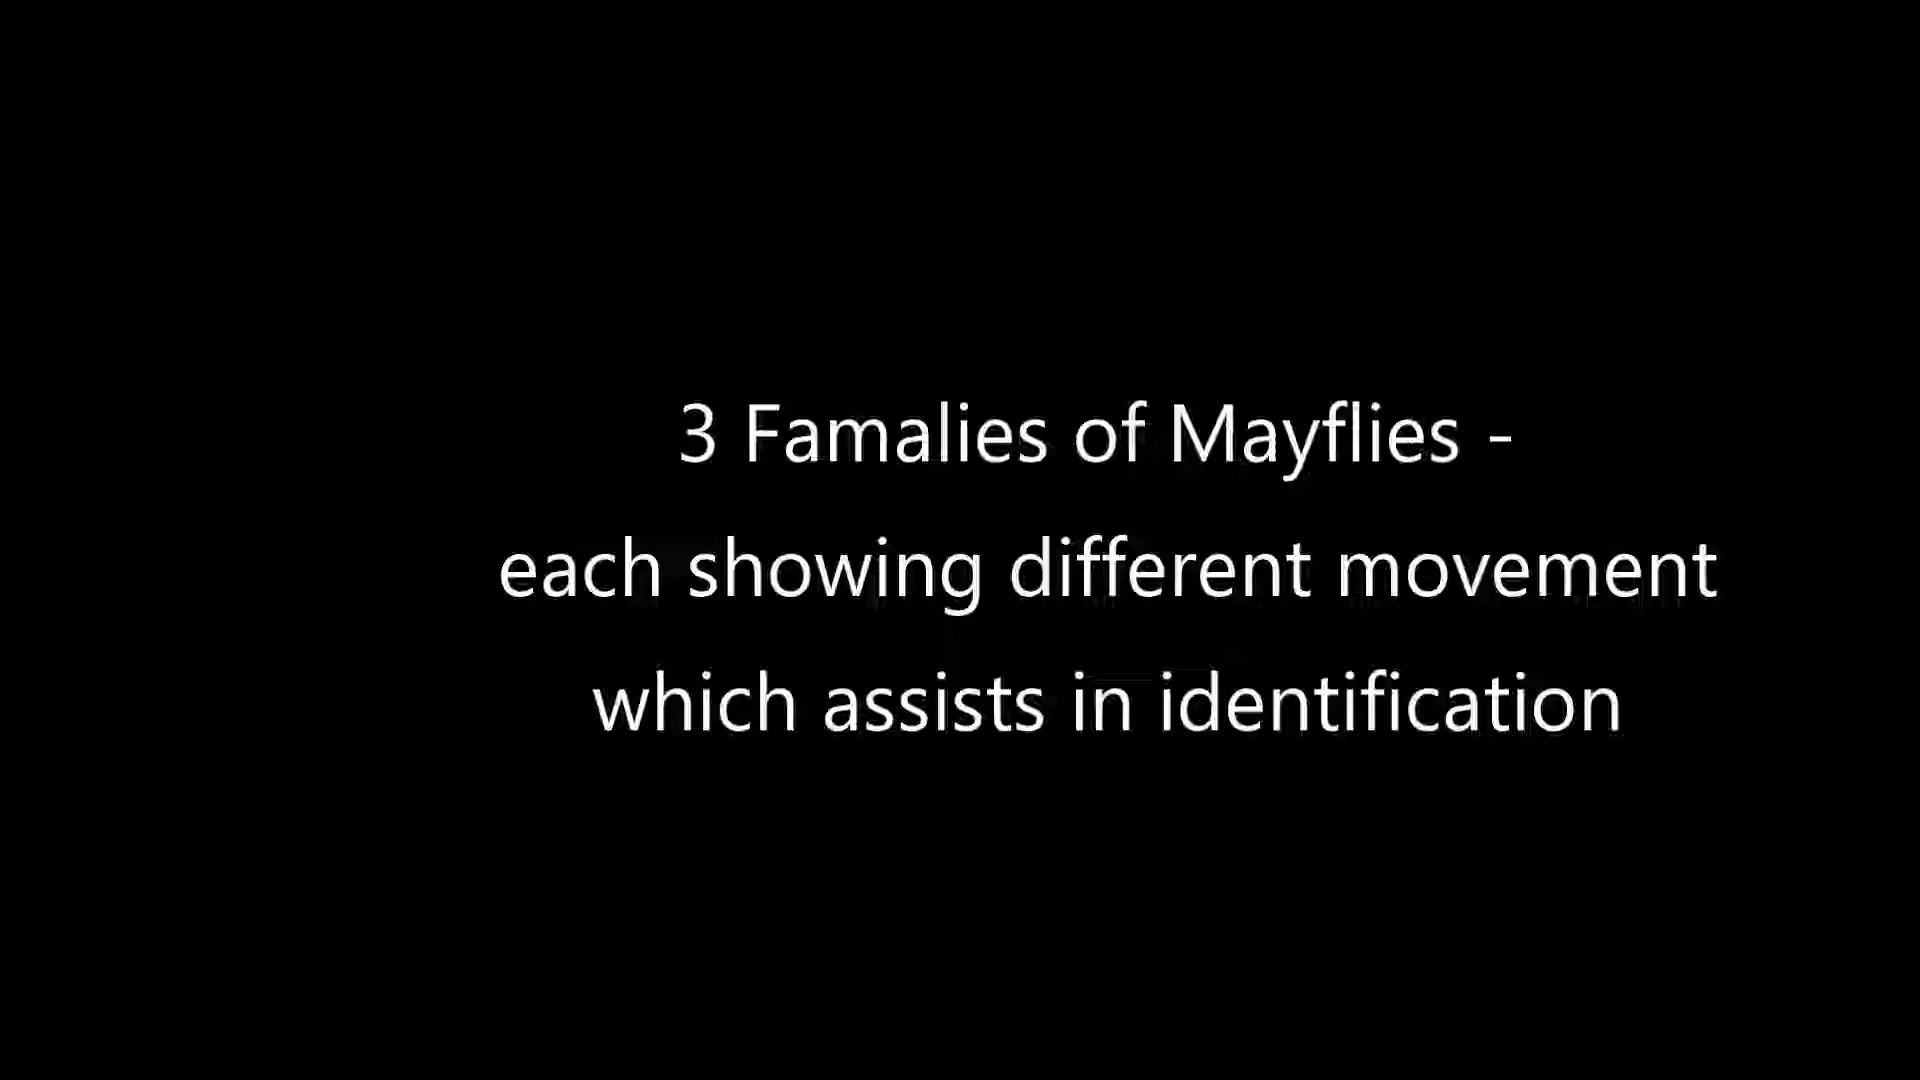 3 Famalies of Mayflies -
each showing different movement
which assists in identification